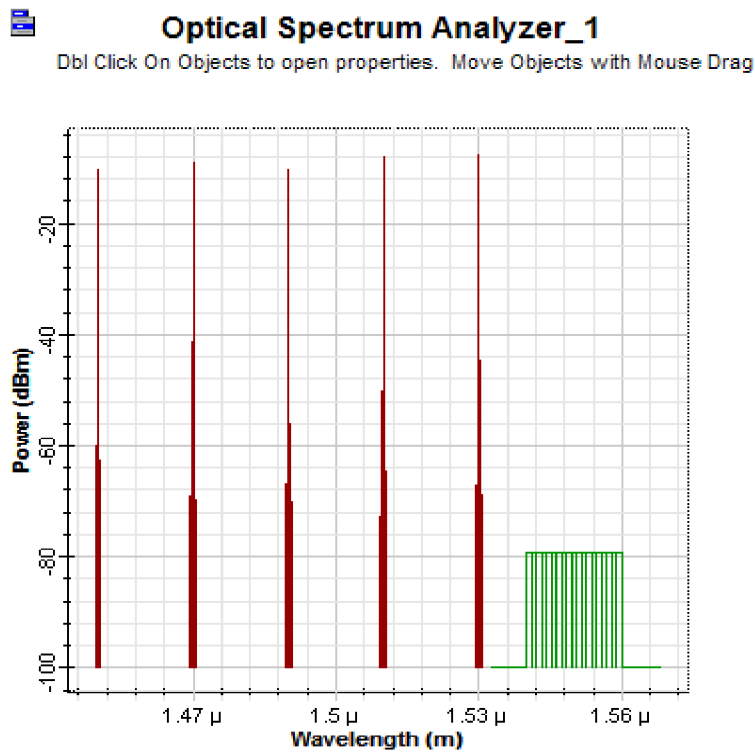 Optical Spectrum Analyzer_1
Dbl Click On Objects to open properties. Move Objects with Mouse Drag
Power (dBm)
-20
-40
-60
-80
-100
1.47 µ
1.5 µ
1.53 µ
1.56 µ
Wavelength (m)